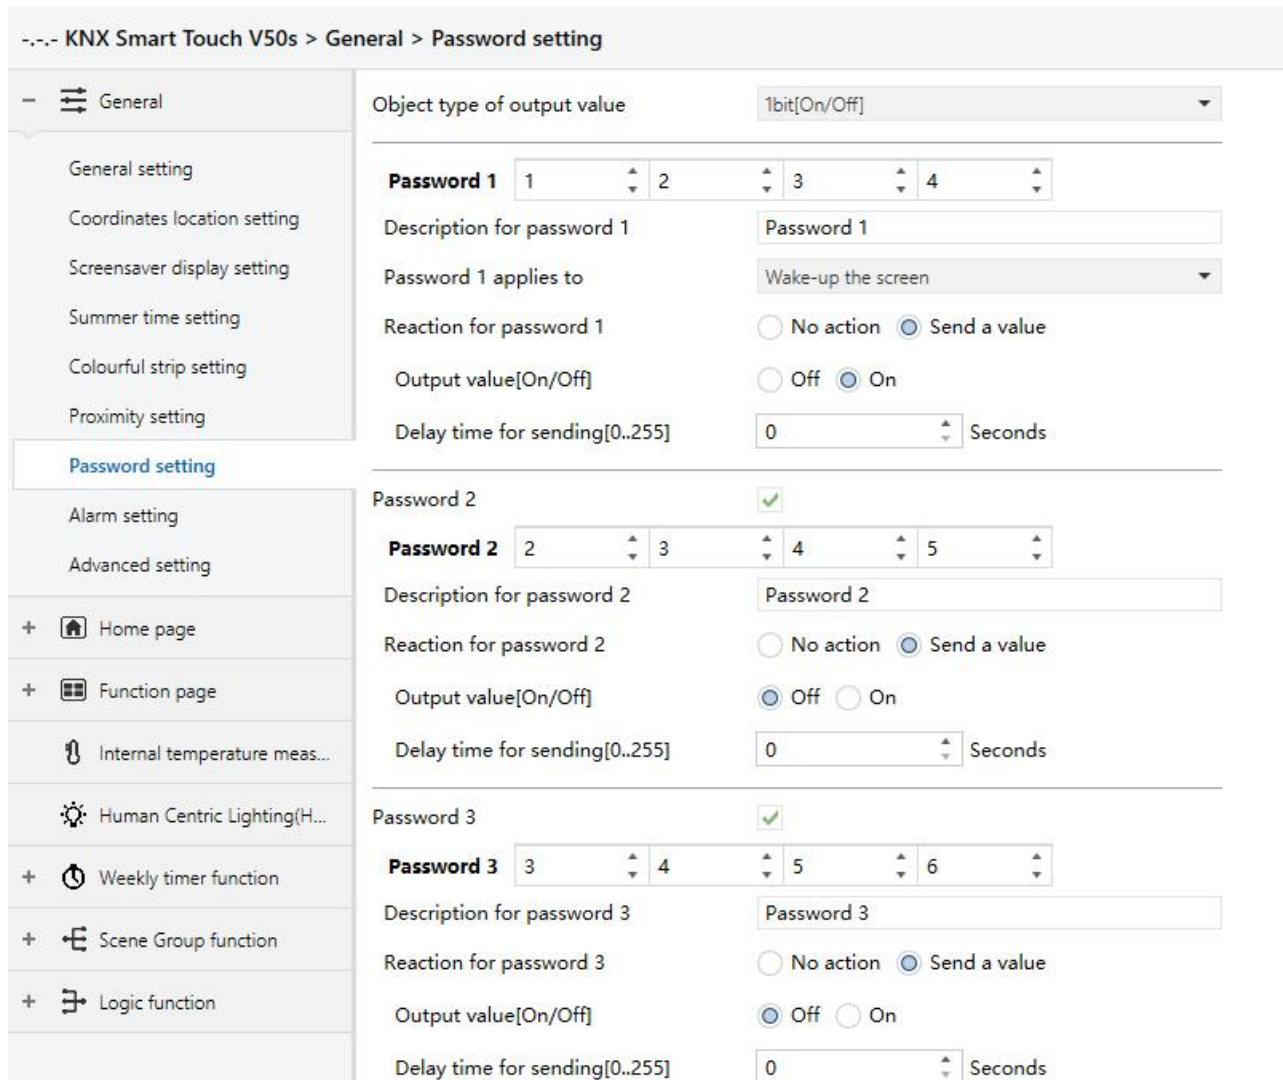 -.-.- KNX Smart Touch V50s > General > Password setting
− General
General setting
Coordinates location setting
Screensaver display setting
Summer time setting
Colourful strip setting
Proximity setting
Password setting
Alarm setting
Advanced setting
+ Home page
+ Function page
Internal temperature meas...
Human Centric Lighting(H...
+ Weekly timer function
+ Scene Group function
+ Logic function
Object type of output value 1bit[On/Off]
Password 1 1 2 3 4
Description for password 1 Password 1
Password 1 applies to Wake-up the screen
Reaction for password 1 No action Send a value
Output value[On/Off] Off On
Delay time for sending[0..255] 0 Seconds
Password 2
Password 2 2 3 4 5
Description for password 2 Password 2
Reaction for password 2 No action Send a value
Output value[On/Off] Off On
Delay time for sending[0..255] 0 Seconds
Password 3
Password 3 3 4 5 6
Description for password 3 Password 3
Reaction for password 3 No action Send a value
Output value[On/Off] Off On
Delay time for sending[0..255] 0 Seconds